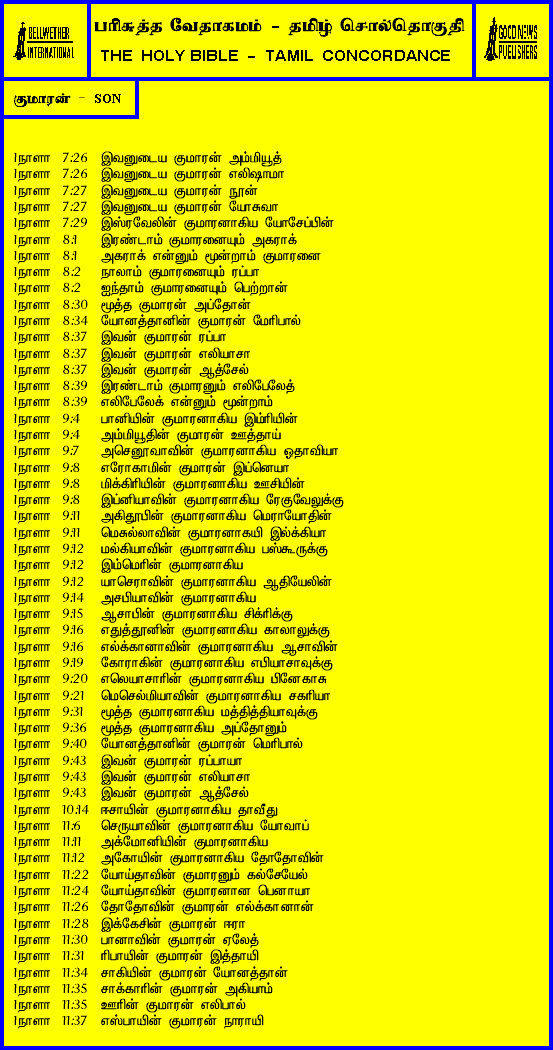 BELLWETHER
INTERNATIONAL
பரிசுத்த வேதாகமம் - தமிழ் சொல்தொகுதி
THE HOLY BIBLE - TAMIL CONCORDANCE
GOOD NEWS
PUBLISHERS
குமாரன் - SON
1நாளா 7:26 இவனுடைய குமாரன் அம்மியூத்
1நாளா 7:26 இவனுடைய குமாரன் எலிஷாமா
1நாளா 7:27 இவனுடைய குமாரன் நூன்
1நாளா 7:27 இவனுடைய குமாரன் யோசுவா
1நாளா 7:29 இஸ்ரவேலின் குமாரனாகிய யோசேப்பின்
1நாளா 8:1 இரண்டாம் குமாரனையும் அகராக்
1நாளா 8:1 அகராக் என்னும் மூன்றாம் குமாரனை
1நாளா 8:2 நாலாம் குமாரனையும் ரப்பா
1நாளா 8:2 ஐந்தாம் குமாரனையும் பெற்றான்
1நாளா 8:30 மூத்த குமாரன் அப்தோன்
1நாளா 8:34 யோனத்தானின் குமாரன் மேரிபால்
1நாளா 8:37 இவன் குமாரன் ரப்பா
1நாளா 8:37 இவன் குமாரன் எலியாசா
1நாளா 8:37 இவன் குமாரன் ஆத்சேல்
1நாளா 8:39 இரண்டாம் குமாரனும் எலிபேலேத்
1நாளா 8:39 எலிபேலேக் என்னும் மூன்றாம்
1நாளா 9:4 பானியின் குமாரனாகிய இம்ரியின்
1நாளா 9:4 அம்மியூதின் குமாரன் ஊத்தாய்
1நாளா 9:7 அசெனூவாவின் குமாரனாகிய ஓதாவியா
1நாளா 9:8 எரோகாமின் குமாரன் இப்னெயா
1நாளா 9:8 மிக்கிரியின் குமாரனாகிய ஊசியின்
1நாளா 9:8 இப்னியாவின் குமாரனாகிய ரேகுவேலுக்கு
1நாளா 9:11 அகிதூபின் குமாரனாகிய மெராயோதின்
1நாளா 9:11 மெசுல்லாவின் குமாரனாகயி இல்க்கியா
1நாளா 9:12 மல்கியாவின் குமாரனாகிய பஸ்கூருக்கு
1நாளா 9:12 இம்மெரின் குமாரனாகிய
1நாளா 9:12 யாசெராவின் குமாரனாகிய ஆதியேலின்
1நாளா 9:14 அசபியாவின் குமாரனாகிய
1நாளா 9:15 ஆசாபின் குமாரனாகிய சிக்ரிக்கு
1நாளா 9:16 எதுத்தூனின் குமாரனாகிய காலாலுக்கு
1நாளா 9:16 எல்க்கானாவின் குமாரனாகிய ஆசாவின்
1நாளா 9:19 கோராகின் குமாரனாகிய எபியாசாவுக்கு
1நாளா 9:20 எலெயாசாரின் குமாரனாகிய பினேகாசு
1நாளா 9:21 மெசெல்மியாவின் குமாரனாகிய சகரியா
1நாளா 9:31 மூத்த குமாரனாகிய மத்தித்தியாவுக்கு
1நாளா 9:36 மூத்த குமாரனாகிய அப்தோனும்
1நாளா 9:40 யோனத்தானின் குமாரன் மெரிபால்
1நாளா 9:43 இவன் குமாரன் ரப்பாயா
1நாளா 9:43 இவன் குமாரன் எலியாசா
1நாளா 9:43 இவன் குமாரன் ஆத்சேல்
1நாளா 10:14 ஈசாயின் குமாரனாகிய தாவீது
1நாளா 11:6 செருயாவின் குமாரனாகிய யோவாப்
1நாளா 11:11 அக்மோனியின் குமாரனாகிய
1நாளா 11:12 அகோயின் குமாரனாகிய தோதோவின்
1நாளா 11:22 யோய்தாவின் குமாரனும் கல்சேயேல்
1நாளா 11:24 யோய்தாவின் குமாரனான பெனாயா
1நாளா 11:26 தோதோவின் குமாரன் எல்க்கானான்
1நாளா 11:28 இக்கேசின் குமாரன் ஈரா
1நாளா 11:30 பானாவின் குமாரன் ஏலேத்
1நாளா 11:31 ரிபாயின் குமாரன் இத்தாயி
1நாளா 11:34 சாகியின் குமாரன் யோனத்தான்
1நாளா 11:35 சாக்காரின் குமாரன் அகியாம்
1நாளா 11:35 ஊரின் குமாரன் எலிபால்
1நாளா 11:37 எஸ்பாயின் குமாரன் நாராயி